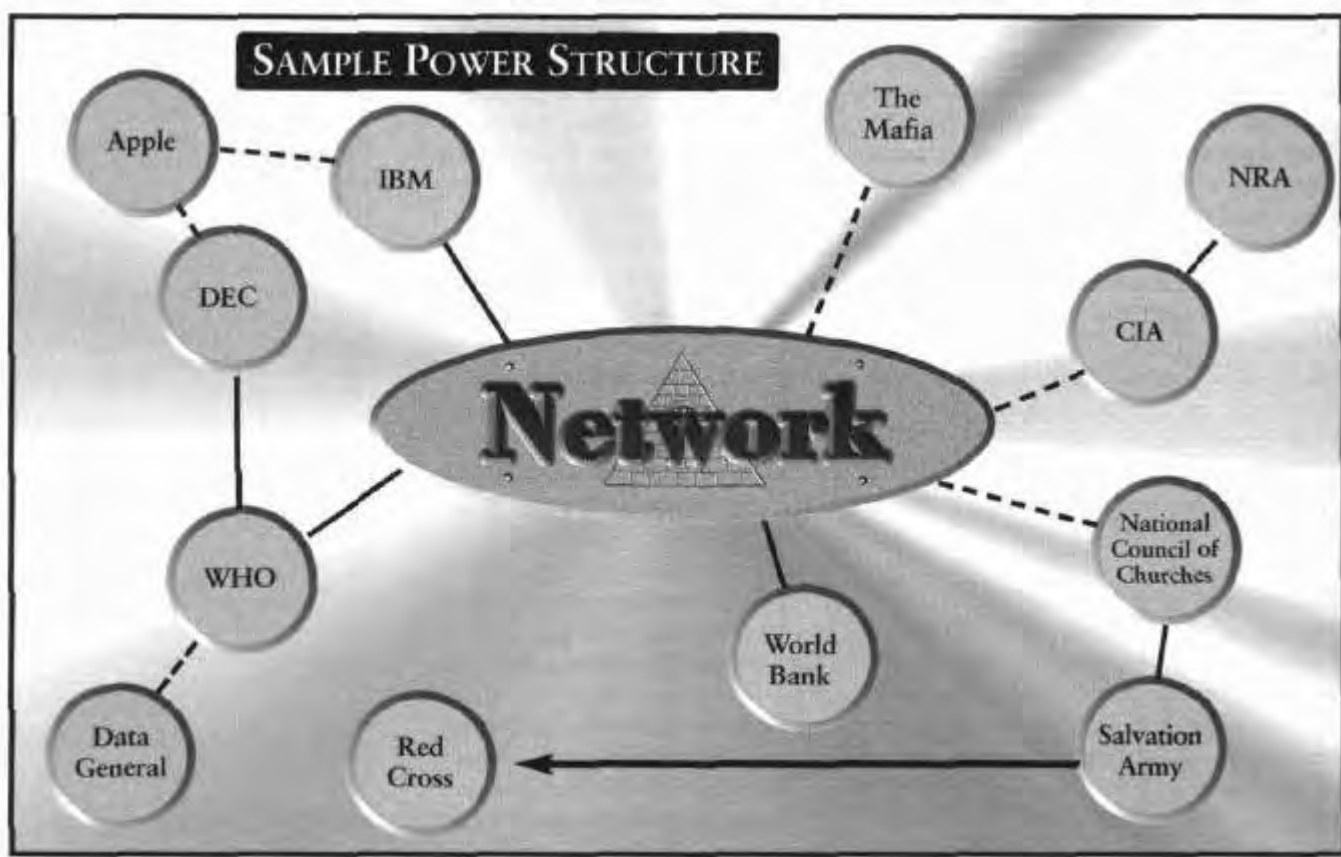 SAMPLE POWER STRUCTURE
Apple
IBM
The
Mafia
NRA
DEC
CIA
Network
WHO
National
Council of
Churches
World
Bank
Data
General
Red
Cross
Salvation
Army